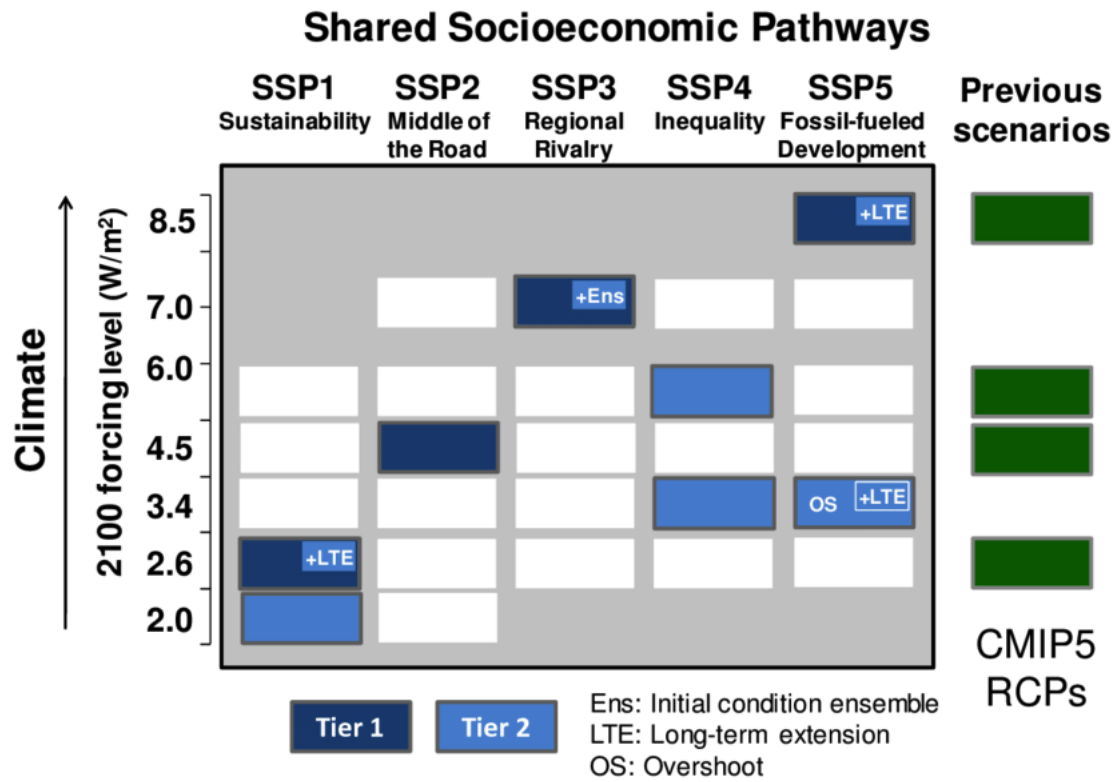 Shared Socioeconomic Pathways
SSP1
Sustainability
SSP2
Middle of
the Road
SSP3
Regional
Rivalry
SSP4
Inequality
SSP5
Fossil-fueled
Development
Previous
scenarios
Climate
2100 forcing level (W/m²)
8.5
+LTE
7.0
+Ens
6.0
4.5
3.4
OS +LTE
2.6
+LTE
2.0
CMIP5
RCPs
Tier 1
Tier 2
Ens: Initial condition ensemble
LTE: Long-term extension
OS: Overshoot